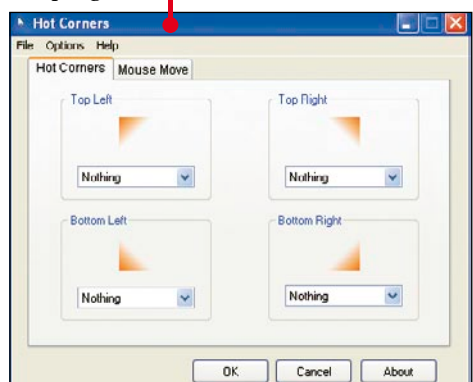 Hot Corners
File Options Help
Hot Corners Mouse Move
Top Left Top Right
Nothing Nothing
Bottom Left Bottom Right
Nothing Nothing
OK Cancel About